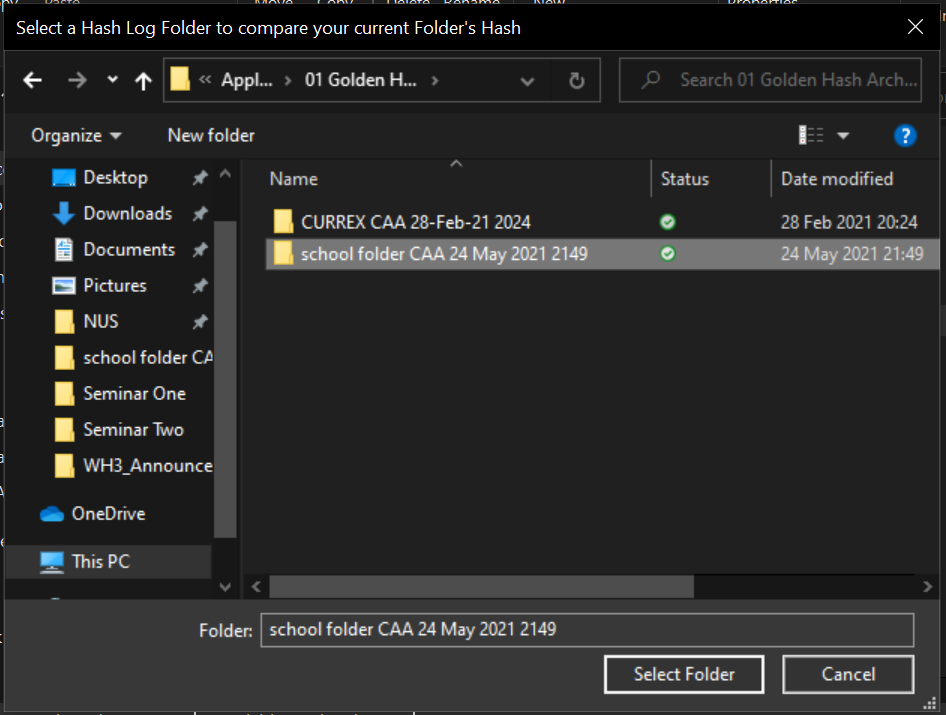 Select a Hash Log Folder to compare your current Folder's Hash
« Appl... › 01 Golden H... ›
Search 01 Golden Hash Arch...
Organize
New folder
Desktop
Downloads
Documents
Pictures
NUS
school folder CA
Seminar One
Seminar Two
WH3_Announce
OneDrive
This PC
Name Status Date modified
CURREX CAA 28-Feb-21 2024 28 Feb 2021 20:24
school folder CAA 24 May 2021 2149 24 May 2021 21:49
Folder: school folder CAA 24 May 2021 2149
Select Folder Cancel